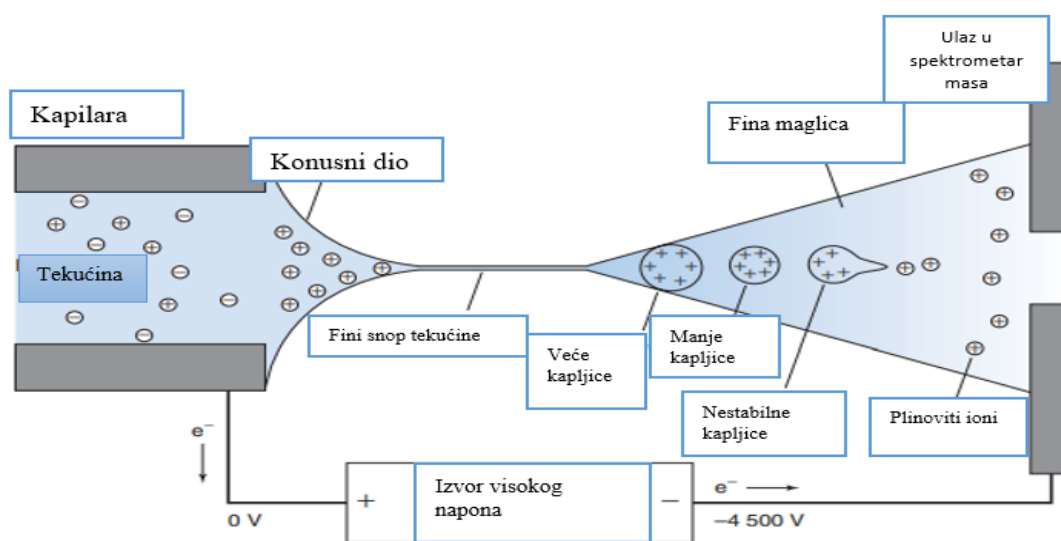 Ulaz u
spektrometar
masa
Kapilara
Fina maglica
Konusni dio
Tekućina
Fini snop tekućine
Veće
kapljice
Manje
kapljice
Nestabilne
kapljice
Plinoviti ioni
e⁻
+
Izvor visokog
napona
−
e⁻
0 V
−4 500 V